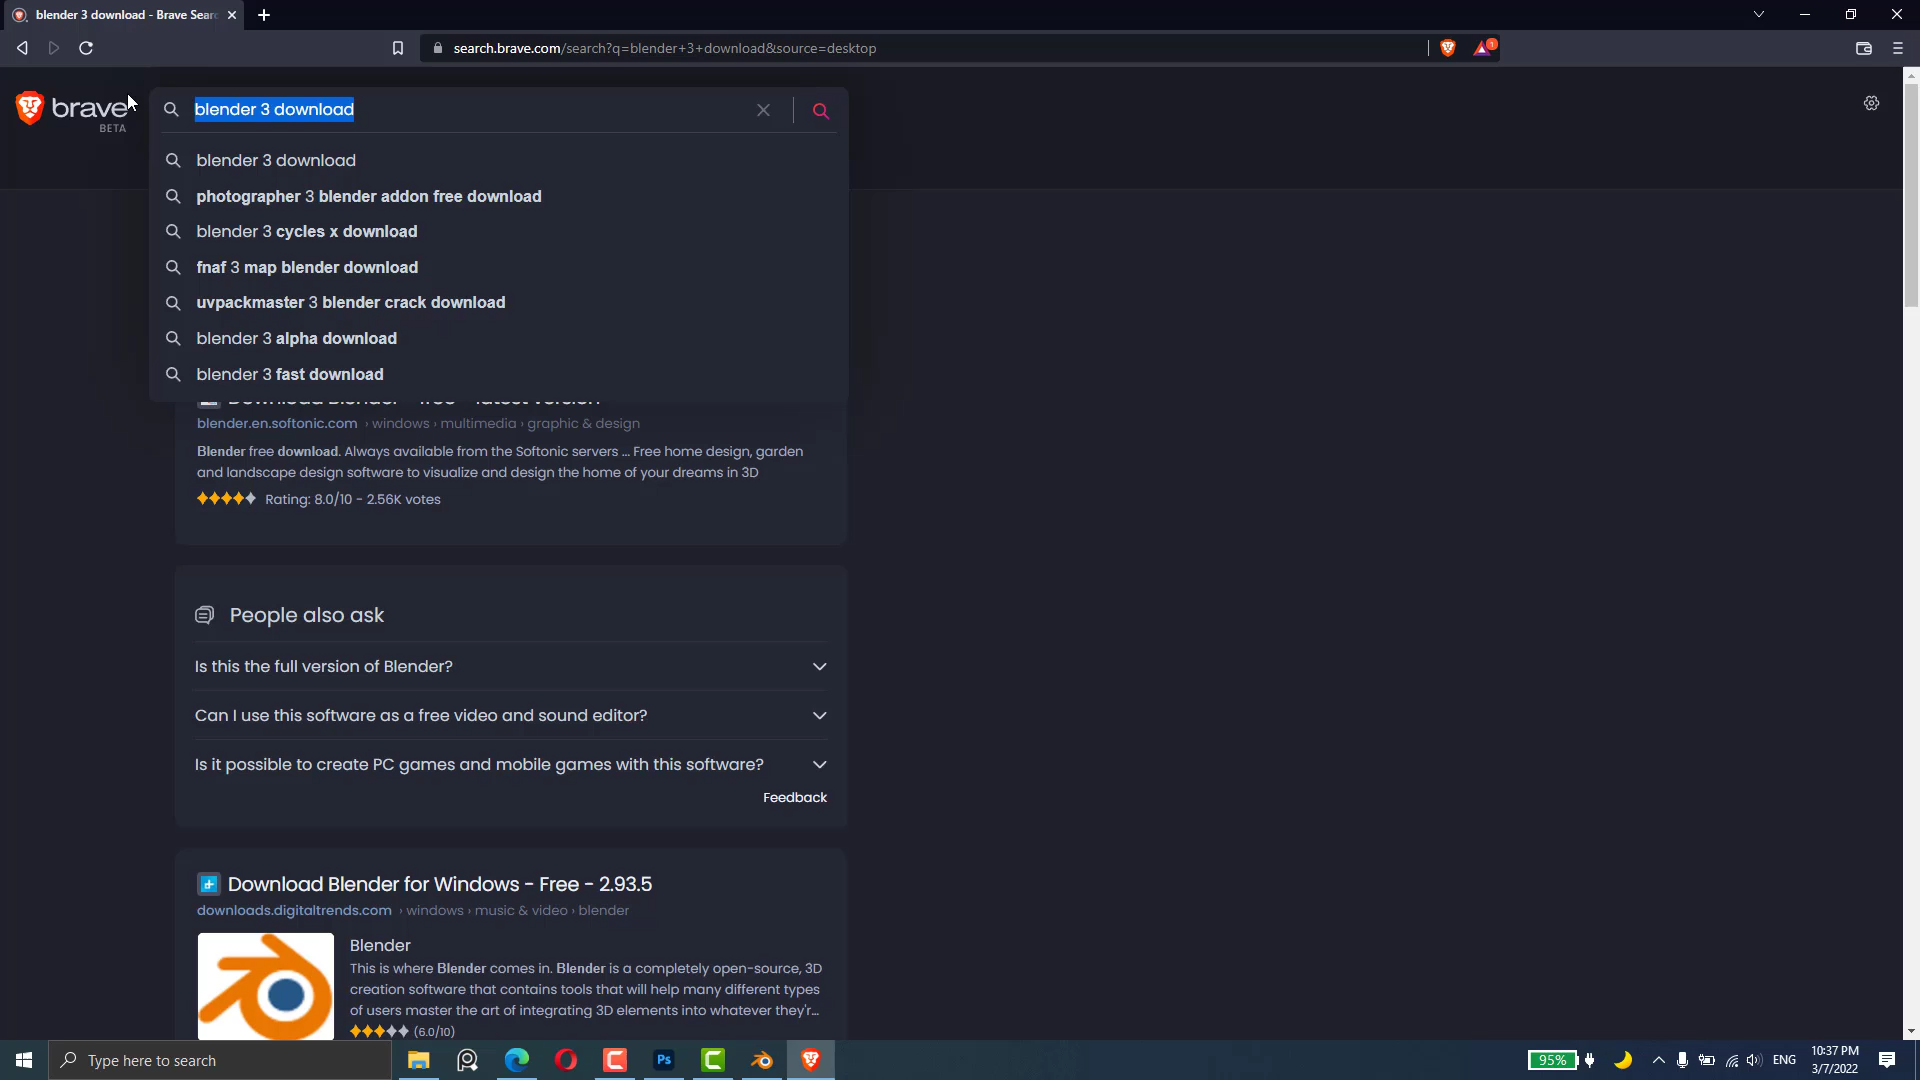 blender 3 download - Brave Sear
search.brave.com/search?q=blender+3+download&source=desktop
1
brave
BETA
blender 3 download
blender 3 download
photographer 3 blender addon free download
blender 3 cycles x download
fnaf 3 map blender download
uvpackmaster 3 blender crack download
blender 3 alpha download
blender 3 fast download
Download Blender - free - latest version
blender.en.softonic.com › windows › multimedia › graphic & design
Blender free download. Always available from the Softonic servers ... Free home design, garden
and landscape design software to visualize and design the home of your dreams in 3D
Rating: 8.0/10 - 2.56K votes
People also ask
Is this the full version of Blender?
Can I use this software as a free video and sound editor?
Is it possible to create PC games and mobile games with this software?
Feedback
Download Blender for Windows - Free - 2.93.5
downloads.digitaltrends.com › windows › music & video › blender
Blender
This is where Blender comes in. Blender is a completely open-source, 3D
creation software that contains tools that will help many different types
of users master the art of integrating 3D elements into whatever they'r...
(6.0/10)
Type here to search
Ps
95%
ENG
10:37 PM
3/7/2022